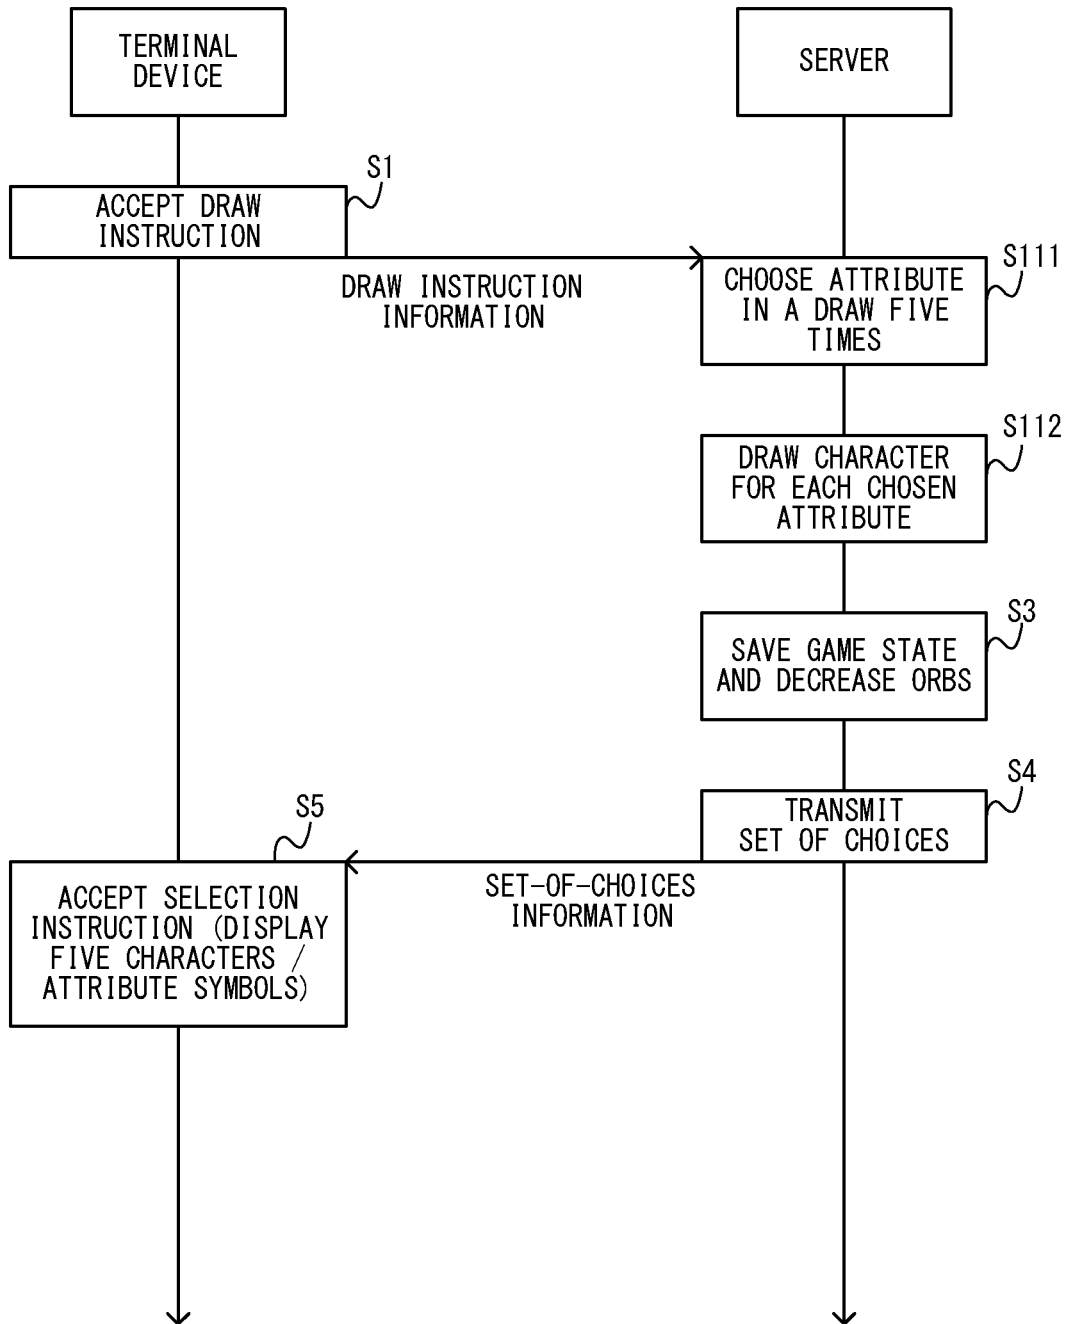 TERMINAL
DEVICE
SERVER
S1
ACCEPT DRAW
INSTRUCTION
DRAW INSTRUCTION
INFORMATION
S111
CHOOSE ATTRIBUTE
IN A DRAW FIVE
TIMES
S112
DRAW CHARACTER
FOR EACH CHOSEN
ATTRIBUTE
S3
SAVE GAME STATE
AND DECREASE ORBS
S4
TRANSMIT
SET OF CHOICES
SET-OF-CHOICES
INFORMATION
S5
ACCEPT SELECTION
INSTRUCTION (DISPLAY
FIVE CHARACTERS /
ATTRIBUTE SYMBOLS)